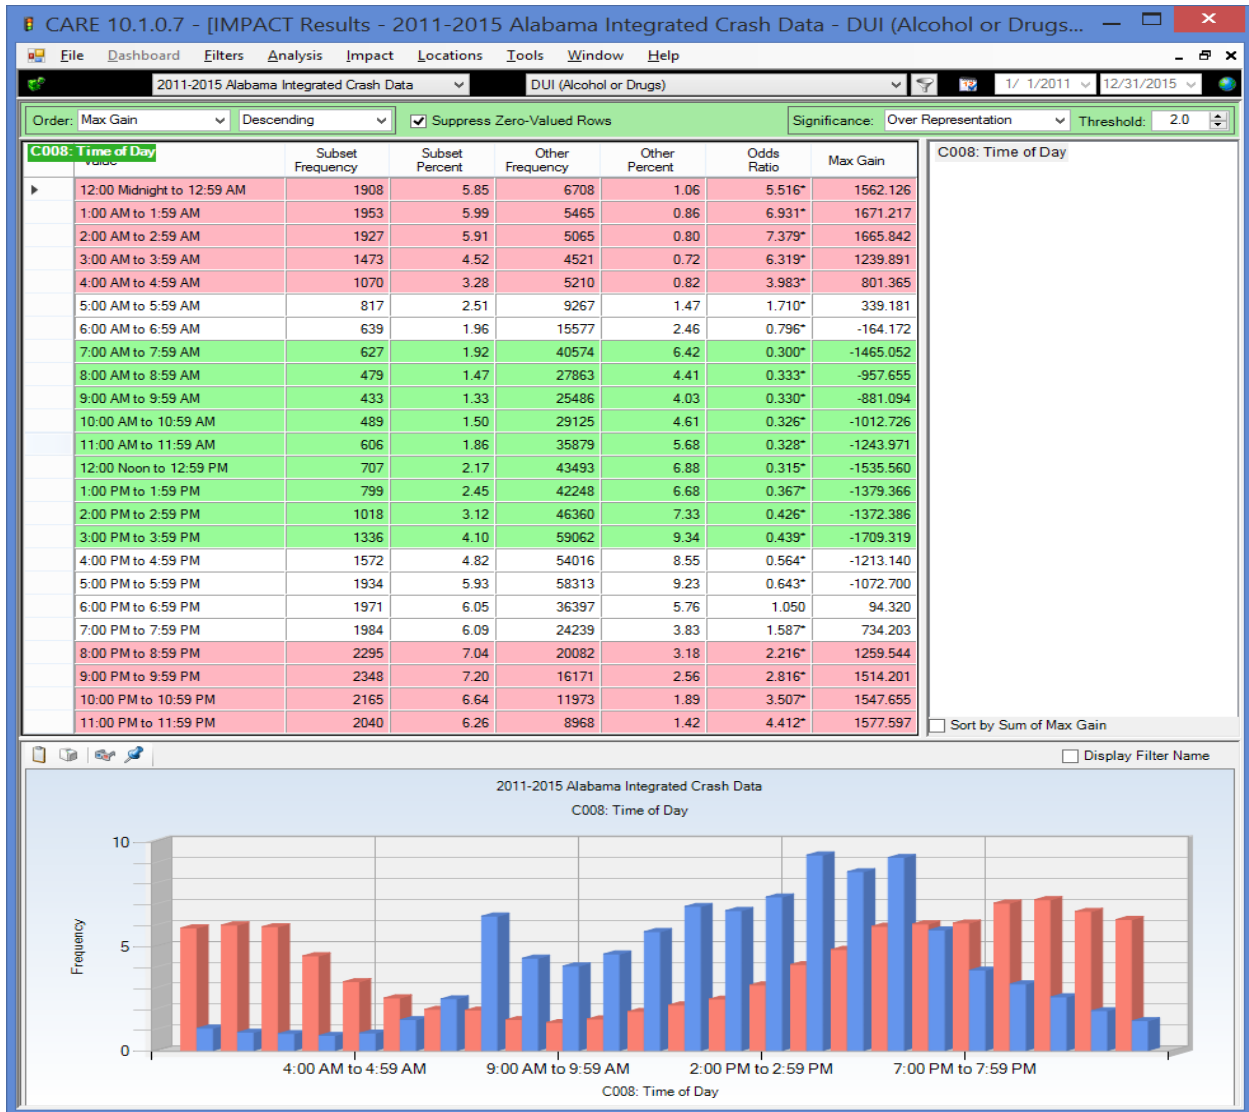 CARE 10.1.0.7 - [IMPACT Results - 2011-2015 Alabama Integrated Crash Data - DUI (Alcohol or Drugs...
File Dashboard Filters Analysis Impact Locations Tools Window Help
2011-2015 Alabama Integrated Crash Data DUI (Alcohol or Drugs) 1/ 1/2011 12/31/2015
Order: Max Gain Descending Suppress Zero-Valued Rows Significance: Over Representation Threshold: 2.0
C008: Time of Day Subset Frequency Subset Percent Other Frequency Other Percent Odds Ratio Max Gain C008: Time of Day
12:00 Midnight to 12:59 AM 1908 5.85 6708 1.06 5.516* 1562.126
1:00 AM to 1:59 AM 1953 5.99 5465 0.86 6.931* 1671.217
2:00 AM to 2:59 AM 1927 5.91 5065 0.80 7.379* 1665.842
3:00 AM to 3:59 AM 1473 4.52 4521 0.72 6.319* 1239.891
4:00 AM to 4:59 AM 1070 3.28 5210 0.82 3.983* 801.365
5:00 AM to 5:59 AM 817 2.51 9267 1.47 1.710* 339.181
6:00 AM to 6:59 AM 639 1.96 15577 2.46 0.796* -164.172
7:00 AM to 7:59 AM 627 1.92 40574 6.42 0.300* -1465.052
8:00 AM to 8:59 AM 479 1.47 27863 4.41 0.333* -957.655
9:00 AM to 9:59 AM 433 1.33 25486 4.03 0.330* -881.094
10:00 AM to 10:59 AM 489 1.50 29125 4.61 0.326* -1012.726
11:00 AM to 11:59 AM 606 1.86 35879 5.68 0.328* -1243.971
12:00 Noon to 12:59 PM 707 2.17 43493 6.88 0.315* -1535.560
1:00 PM to 1:59 PM 799 2.45 42248 6.68 0.367* -1379.366
2:00 PM to 2:59 PM 1018 3.12 46360 7.33 0.426* -1372.386
3:00 PM to 3:59 PM 1336 4.10 59062 9.34 0.439* -1709.319
4:00 PM to 4:59 PM 1572 4.82 54016 8.55 0.564* -1213.140
5:00 PM to 5:59 PM 1934 5.93 58313 9.23 0.643* -1072.700
6:00 PM to 6:59 PM 1971 6.05 36397 5.76 1.050 94.320
7:00 PM to 7:59 PM 1984 6.09 24239 3.83 1.587* 734.203
8:00 PM to 8:59 PM 2295 7.04 20082 3.18 2.216* 1259.544
9:00 PM to 9:59 PM 2348 7.20 16171 2.56 2.816* 1514.201
10:00 PM to 10:59 PM 2165 6.64 11973 1.89 3.507* 1547.655
11:00 PM to 11:59 PM 2040 6.26 8968 1.42 4.412* 1577.597
Sort by Sum of Max Gain
Display Filter Name
2011-2015 Alabama Integrated Crash Data
C008: Time of Day
10
5
0
Frequency
4:00 AM to 4:59 AM 9:00 AM to 9:59 AM 2:00 PM to 2:59 PM 7:00 PM to 7:59 PM
C008: Time of Day